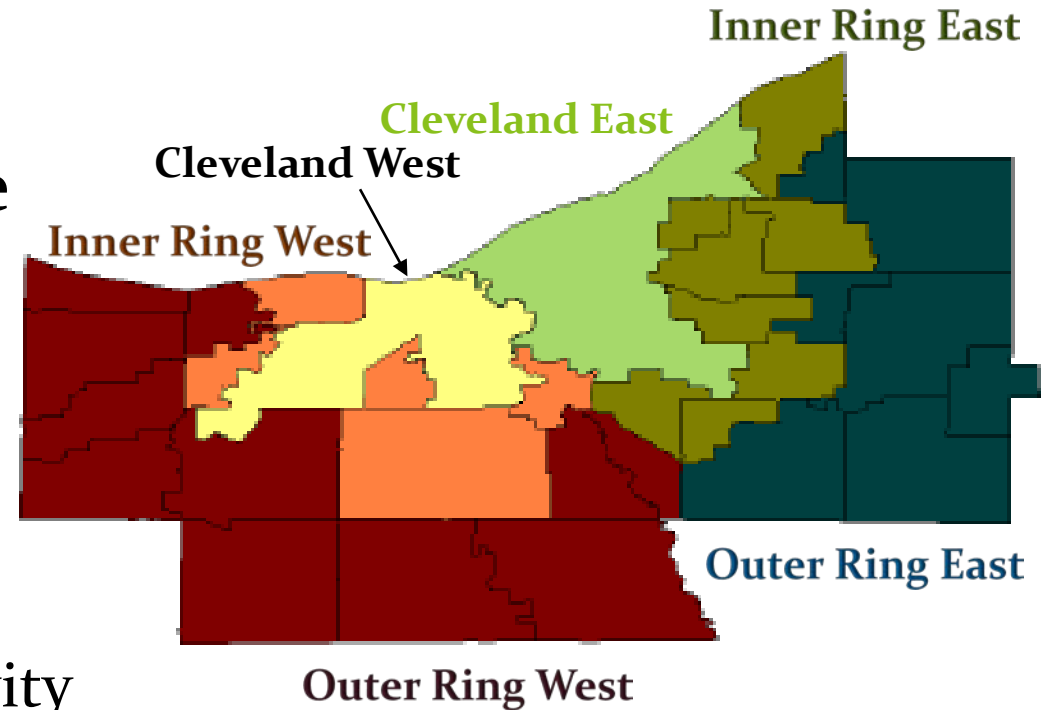 Inner Ring East
Cleveland East
Cleveland West
Inner Ring West
Outer Ring East
Outer Ring West